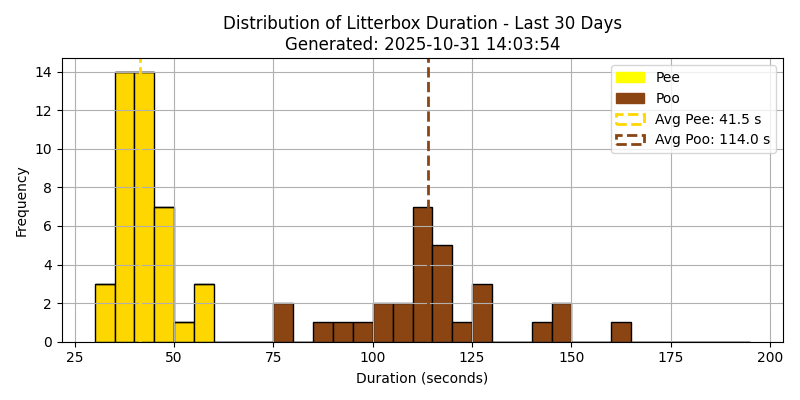 Distribution of Litterbox Duration - Last 30 Days
Generated: 2025-10-31 14:03:54
Pee
Poo
Avg Pee: 41.5 s
Avg Poo: 114.0 s
Frequency
14
12
10
8
6
4
2
0
25 50 75 100 125 150 175 200
Duration (seconds)